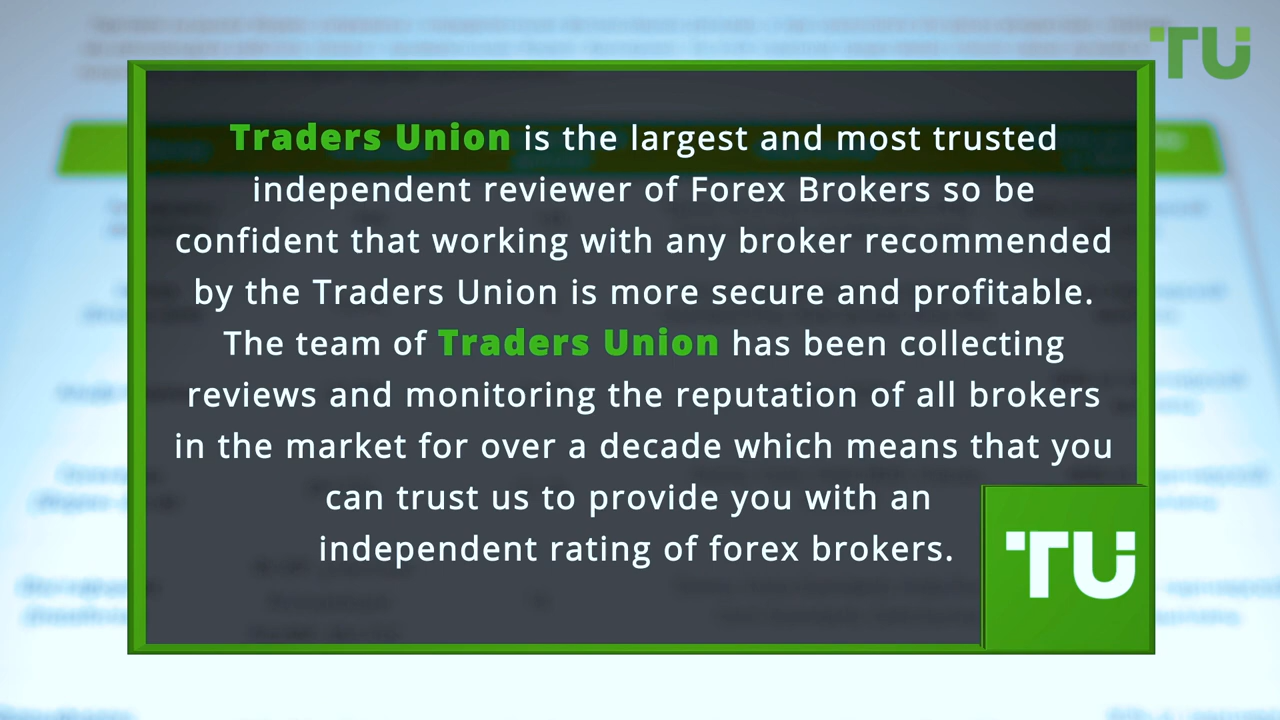 TU
Traders Union is the largest and most trusted
independent reviewer of Forex Brokers so be
confident that working with any broker recommended
by the Traders Union is more secure and profitable.
The team of Traders Union has been collecting
reviews and monitoring the reputation of all brokers
in the market for over a decade which means that you
can trust us to provide you with an
independent rating of forex brokers.
TU